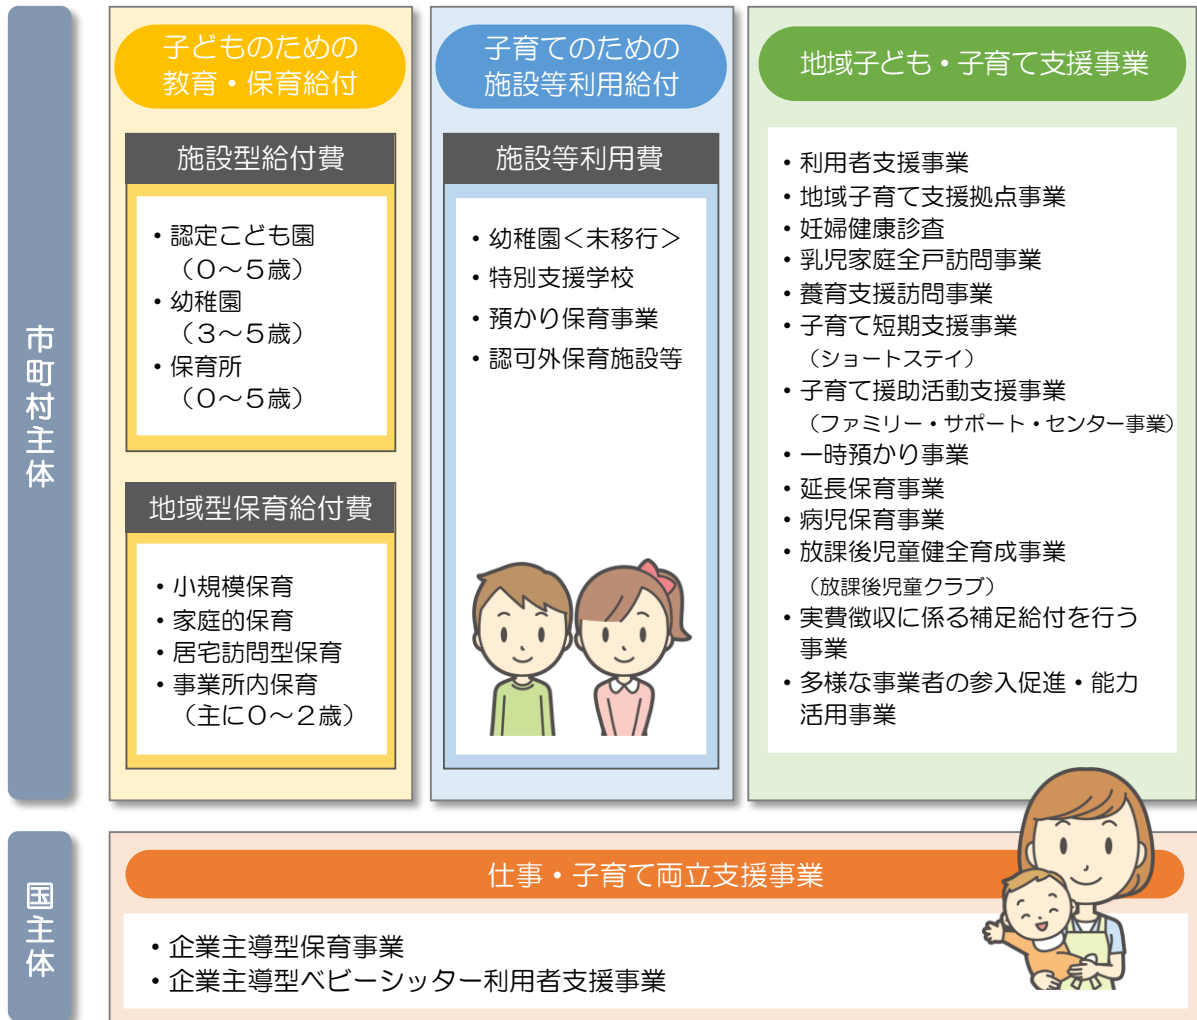 市町村主体
子どものための
教育・保育給付
施設型給付費
・認定こども園
（０～５歳）
・幼稚園
（３～５歳）
・保育所
（０～５歳）
地域型保育給付費
・小規模保育
・家庭的保育
・居宅訪問型保育
・事業所内保育
（主に０～２歳）
子育てのための
施設等利用給付
施設等利用費
・幼稚園＜未移行＞
・特別支援学校
・預かり保育事業
・認可外保育施設等
地域子ども・子育て支援事業
・利用者支援事業
・地域子育て支援拠点事業
・妊婦健康診査
・乳児家庭全戸訪問事業
・養育支援訪問事業
・子育て短期支援事業
（ショートステイ）
・子育て援助活動支援事業
（ファミリー・サポート・センター事業）
・一時預かり事業
・延長保育事業
・病児保育事業
・放課後児童健全育成事業
（放課後児童クラブ）
・実費徴収に係る補足給付を行う
事業
・多様な事業者の参入促進・能力
活用事業
国主体
仕事・子育て両立支援事業
・企業主導型保育事業
・企業主導型ベビーシッター利用者支援事業